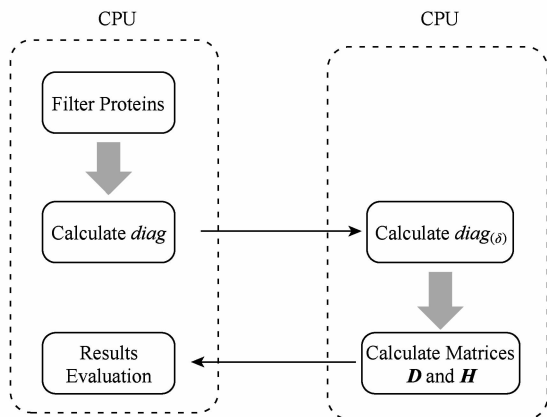 CPU
CPU
Filter Proteins
Calculate diag
Calculate diag(δ)
Results
Evaluation
Calculate Matrices
D and H